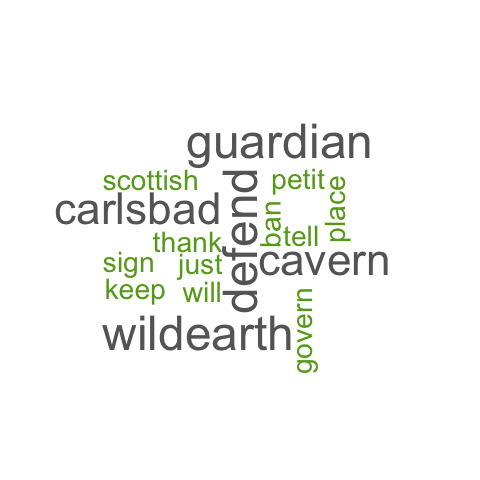 guardian
scottish
petit
carlsbad
defend
ban
place
thank
tell
sign
just
cavern
keep
will
wildearth
govern